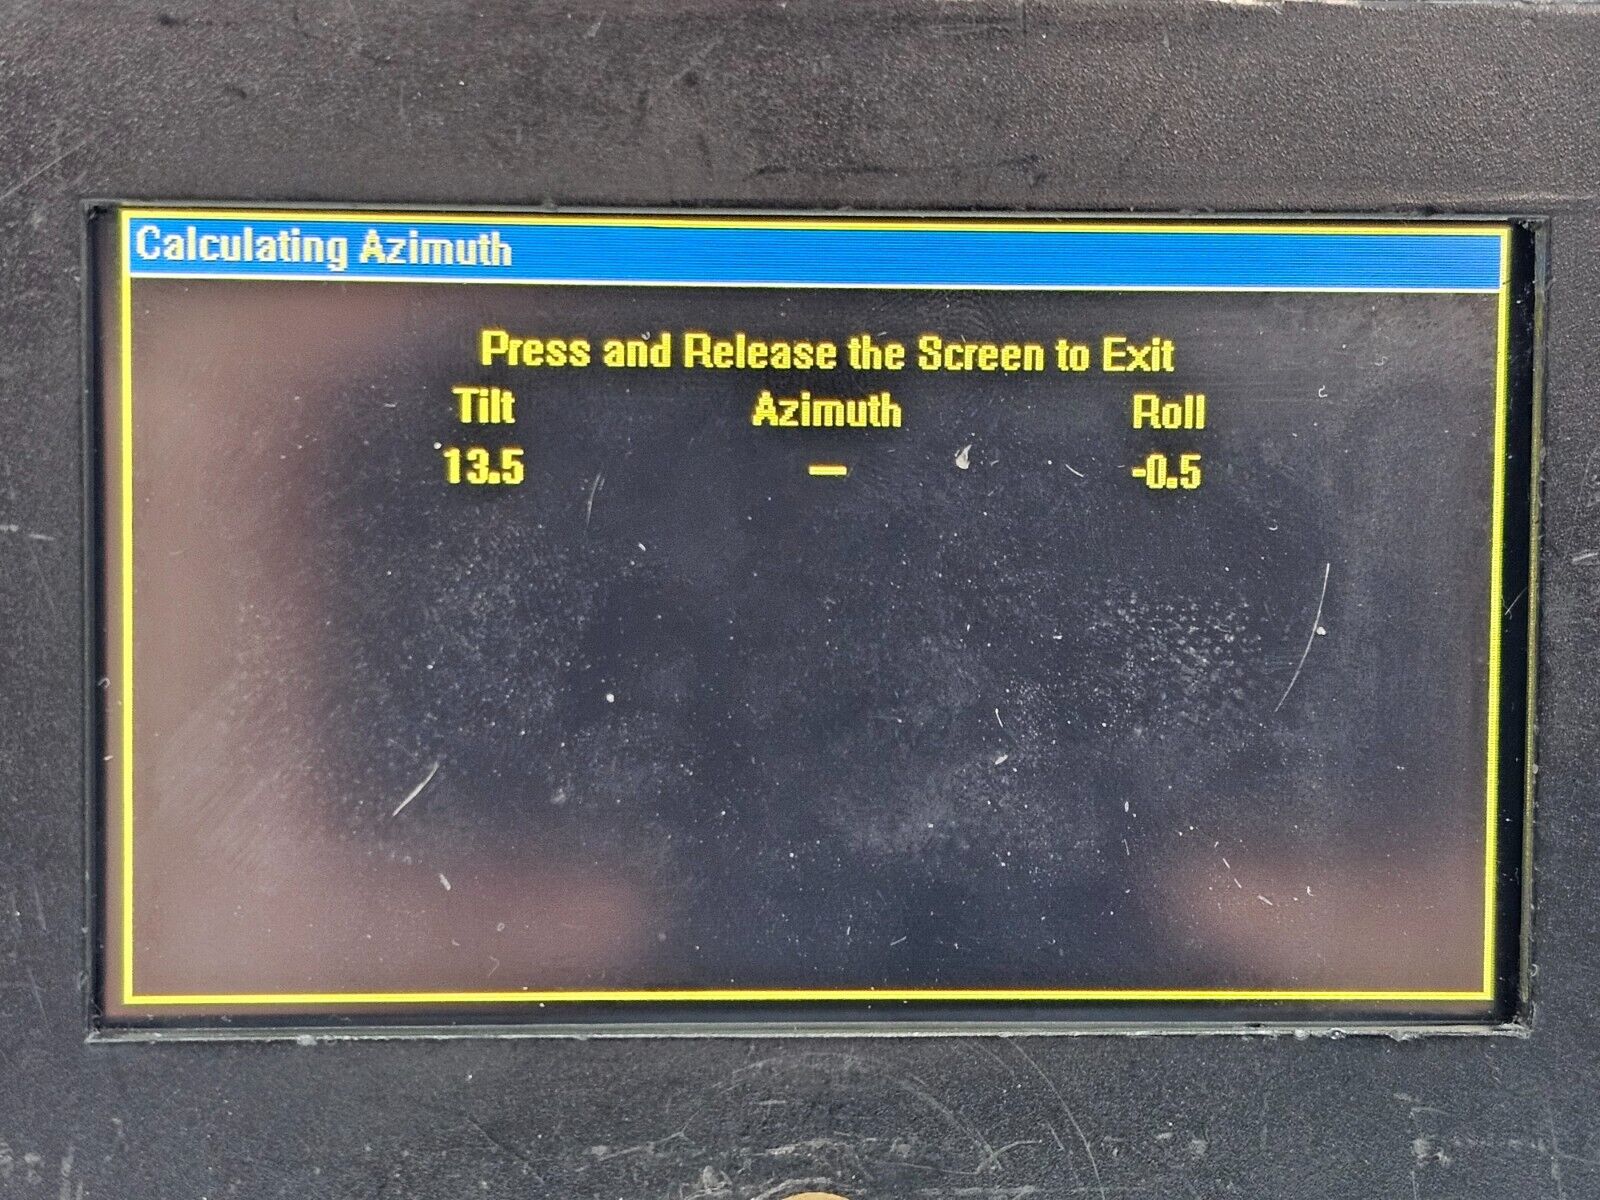 Calculating Azimuth
Press and Release the Screen to Exit
Tilt Azimuth Roll
13.5 — -0.5